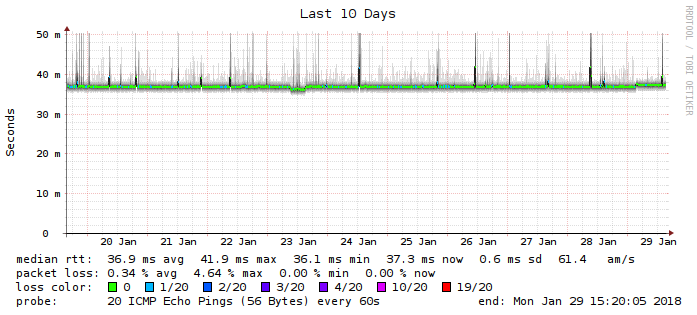 Last 10 Days
RRDTOOL / TOBI OETIKER
Seconds
50 m
40 m
30 m
20 m
10 m
0
20 Jan 21 Jan 22 Jan 23 Jan 24 Jan 25 Jan 26 Jan 27 Jan 28 Jan 29 Jan
median rtt: 36.9 ms avg 41.9 ms max 36.1 ms min 37.3 ms now 0.6 ms sd 61.4 am/s
packet loss: 0.34 % avg 4.64 % max 0.00 % min 0.00 % now
loss color: 0 1/20 2/20 3/20 4/20 10/20 19/20
probe: 20 ICMP Echo Pings (56 Bytes) every 60s end: Mon Jan 29 15:20:05 2018